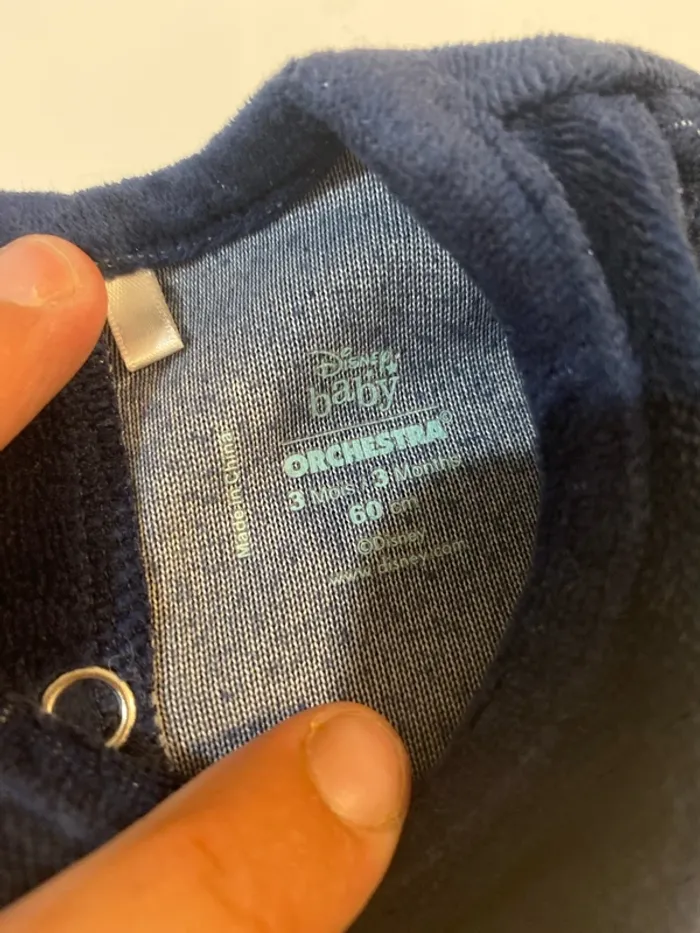 Disney
baby
ORCHESTRA®
3 Mois / 3 Months
60 cm
©Disney
www.disney.com
Made in China